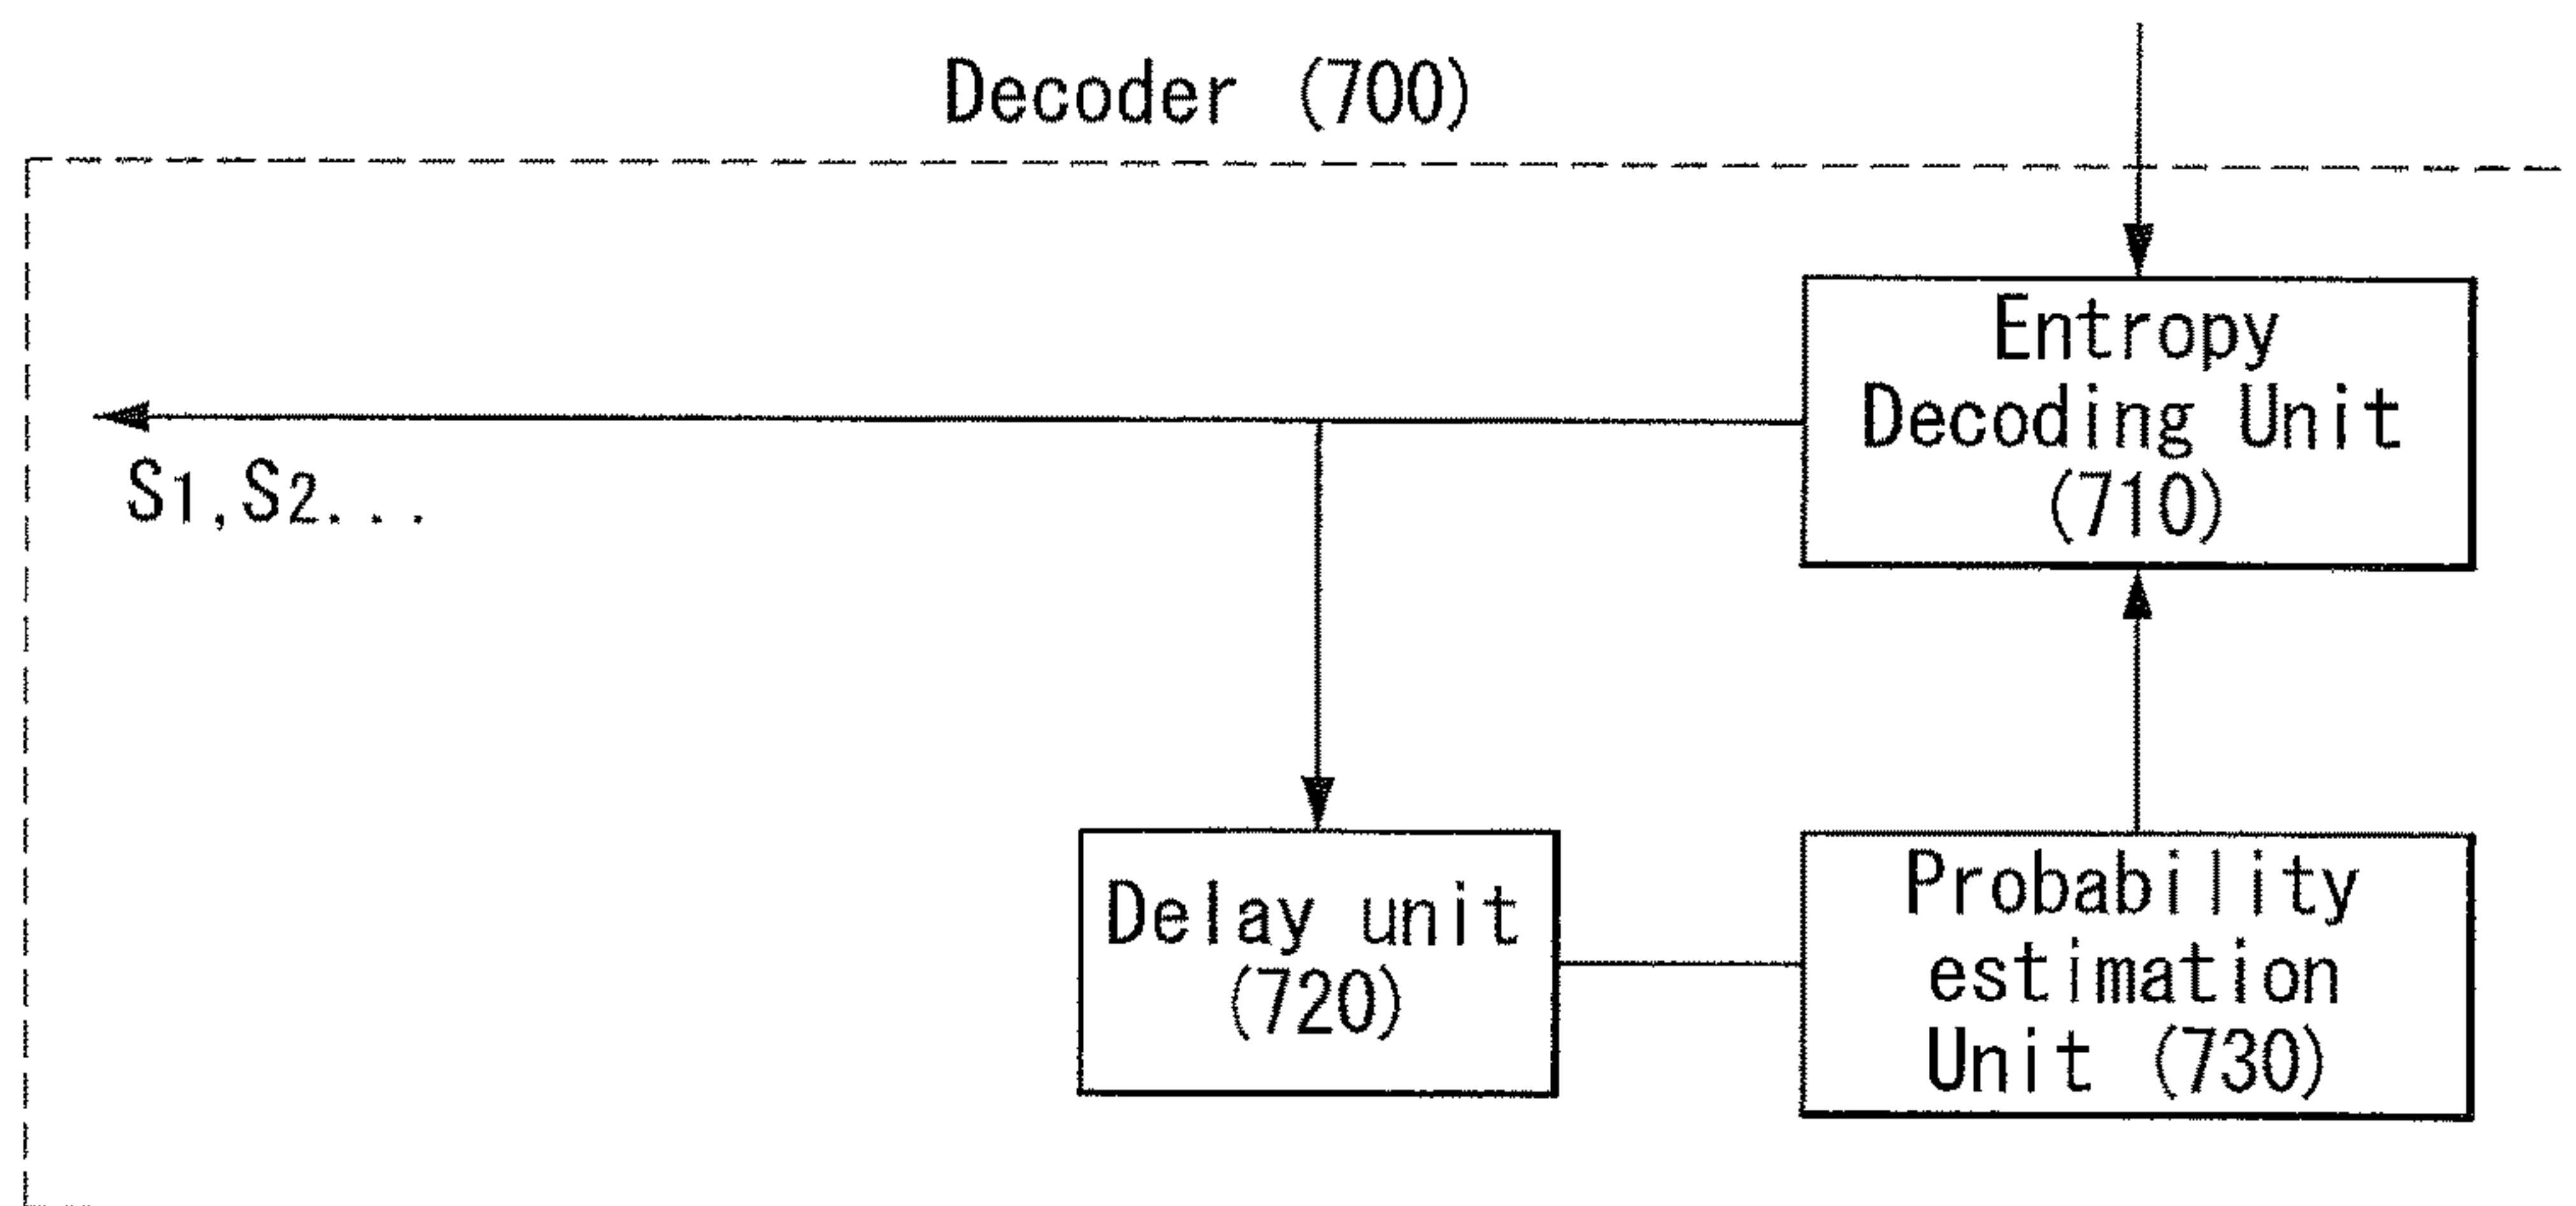 Decoder (700)
Entropy
Decoding Unit
(710)
S1,S2...
Delay unit
(720)
Probability
estimation
Unit (730)